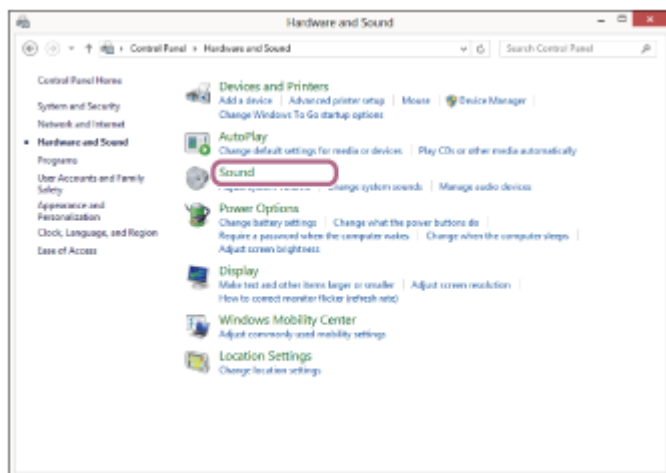 Hardware and Sound
Control Panel › Hardware and Sound
Search Control Panel
Control Panel Home
System and Security
Network and Internet
Hardware and Sound
Programs
User Accounts and Family
Safety
Appearance and
Personalization
Clock, Language, and Region
Ease of Access
Devices and Printers
Add a device | Advanced printer setup | Mouse | Device Manager |
Change Windows To Go startup options
AutoPlay
Change default settings for media or devices | Play CDs or other media automatically
Sound
Change system sounds | Manage audio devices
Power Options
Change battery settings | Change what the power buttons do |
Require a password when the computer wakes | Change when the computer sleeps |
Adjust screen brightness
Display
Make text and other items larger or smaller | Adjust screen resolution |
How to correct monitor flicker (refresh rate)
Windows Mobility Center
Adjust commonly used mobility settings
Location Settings
Change location settings